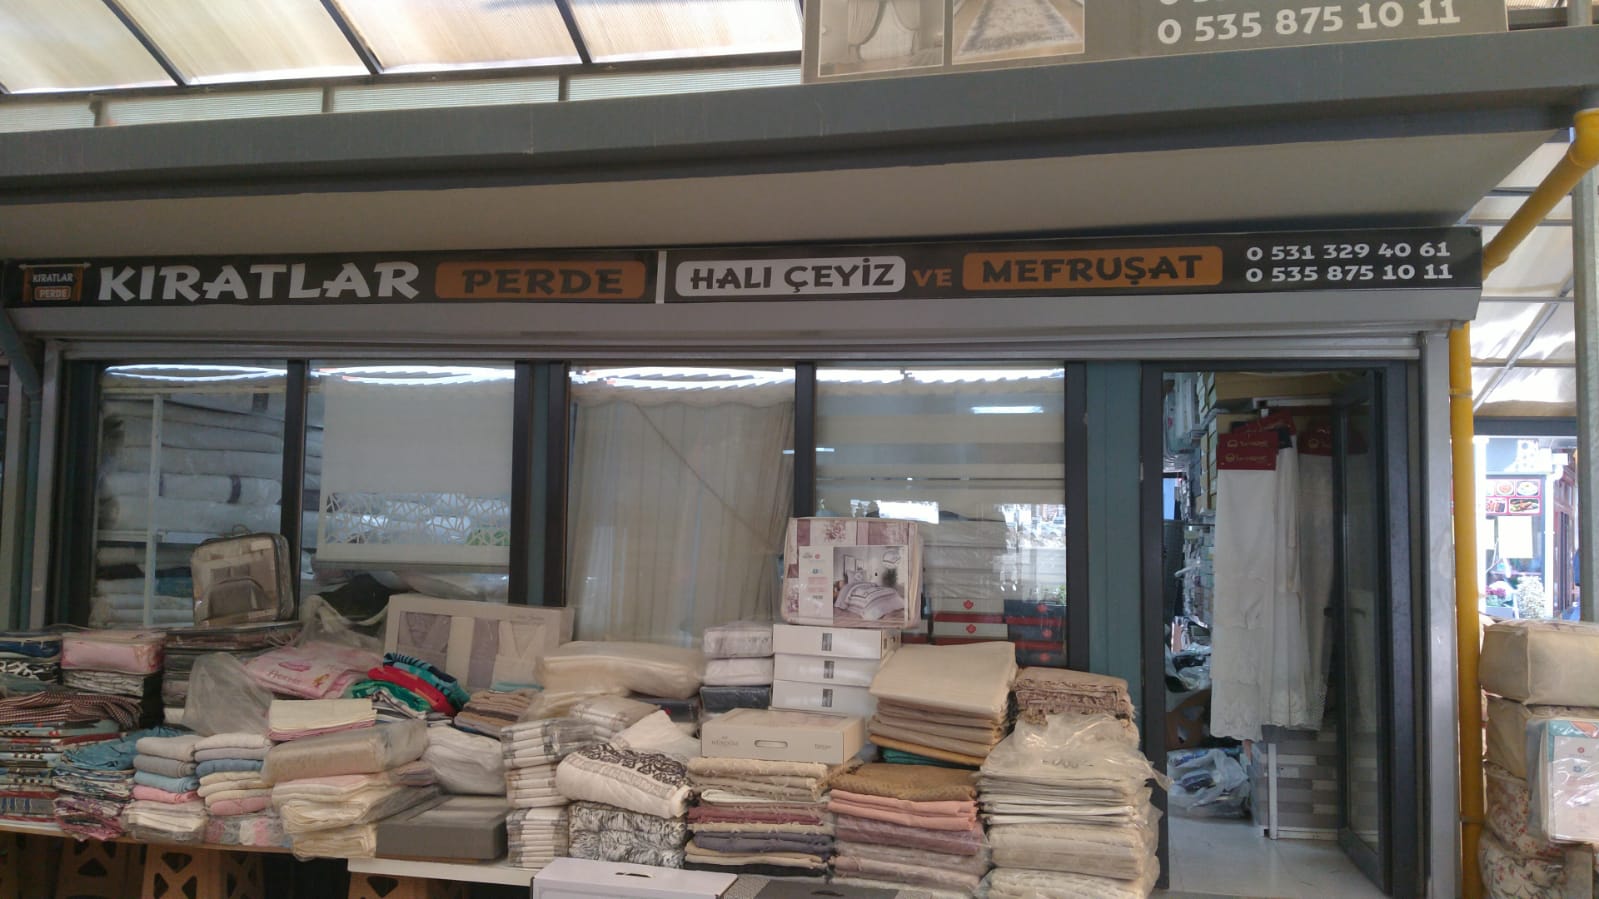 0 535 875 10 11
KIRATLAR
PERDE
KIRATLAR PERDE HALI ÇEYİZ VE MEFRUŞAT
0 531 329 40 61
0 535 875 10 11